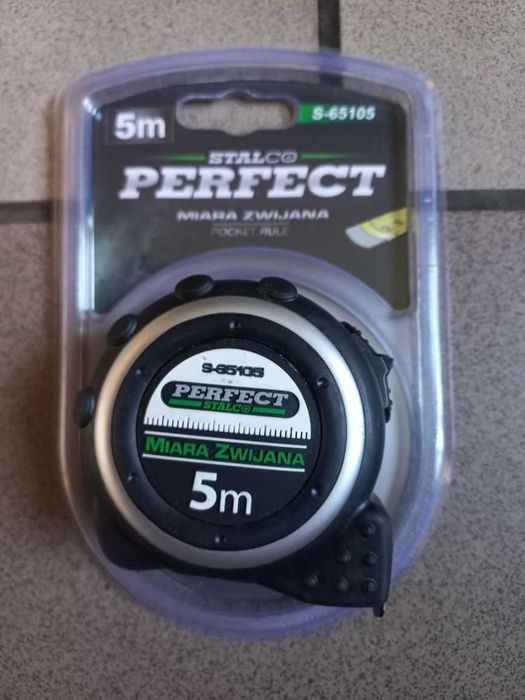 5m
S-65105
STALCO
PERFECT
MIARA ZWIJANA
POCKET RULE
S-65105
PERFECT
STALCO
MIARA ZWIJANA
5m